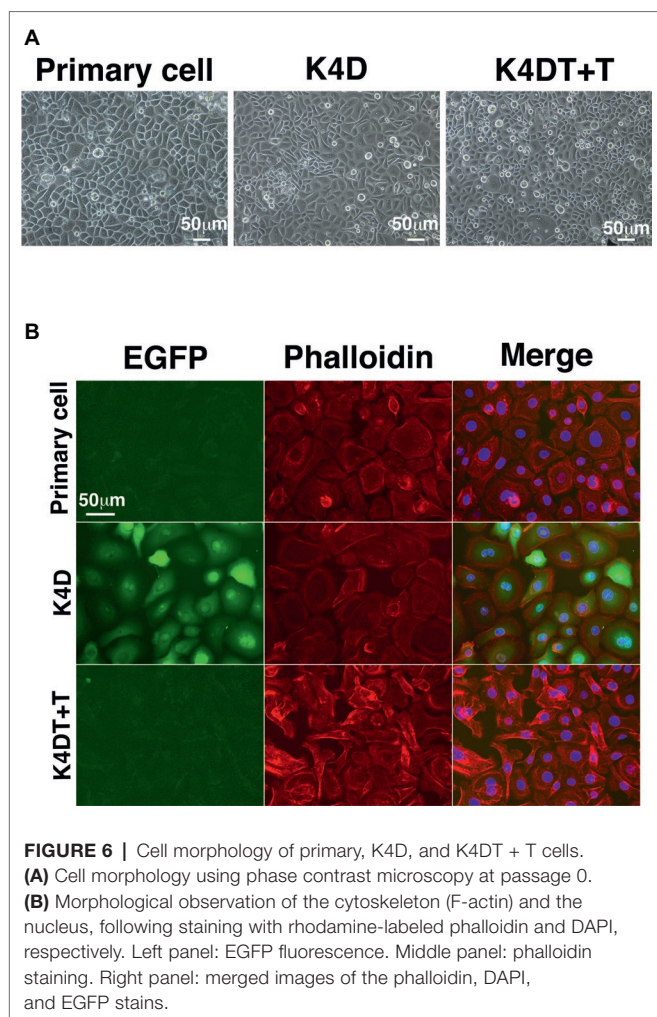 A
Primary cell K4D K4DT+T
50µm 50µm 50µm
B
EGFP Phalloidin Merge
Primary cell
50µm
K4D
K4DT+T
FIGURE 6 | Cell morphology of primary, K4D, and K4DT + T cells.
(A) Cell morphology using phase contrast microscopy at passage 0.
(B) Morphological observation of the cytoskeleton (F-actin) and the
nucleus, following staining with rhodamine-labeled phalloidin and DAPI,
respectively. Left panel: EGFP fluorescence. Middle panel: phalloidin
staining. Right panel: merged images of the phalloidin, DAPI,
and EGFP stains.